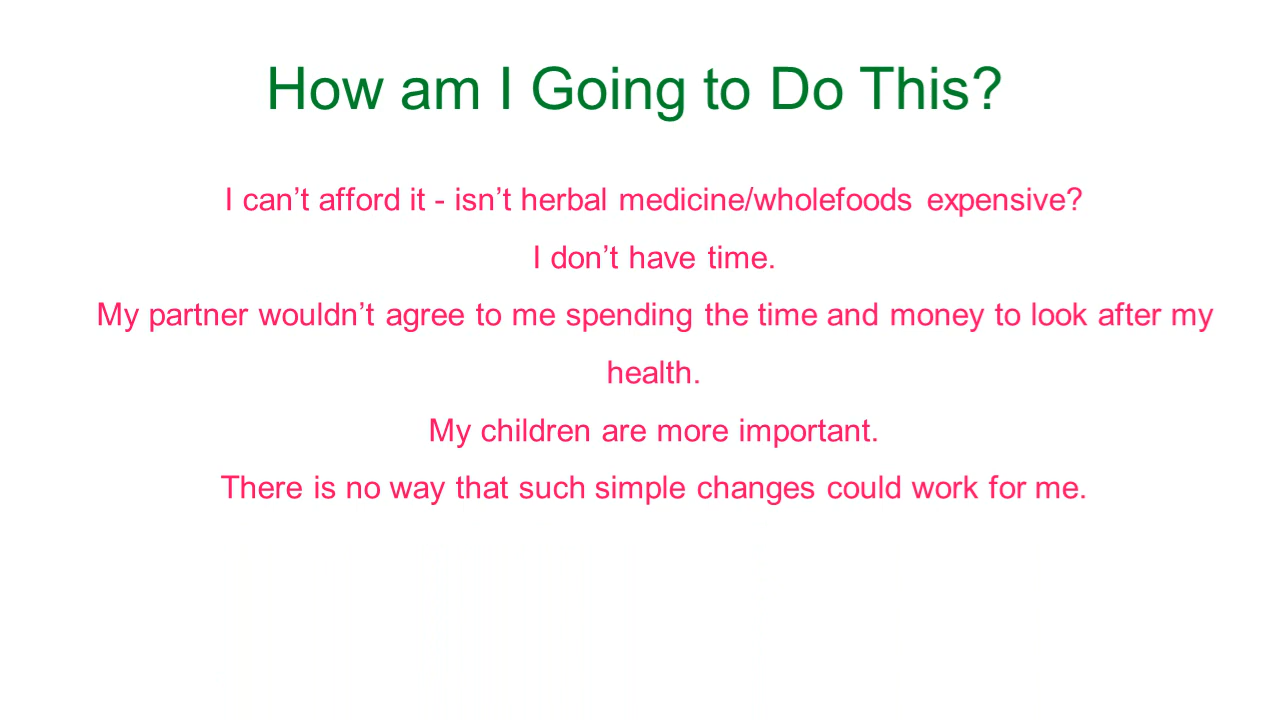 How am I Going to Do This?
I can’t afford it - isn’t herbal medicine/wholefoods expensive?
I don’t have time.
My partner wouldn’t agree to me spending the time and money to look after my
health.
My children are more important.
There is no way that such simple changes could work for me.